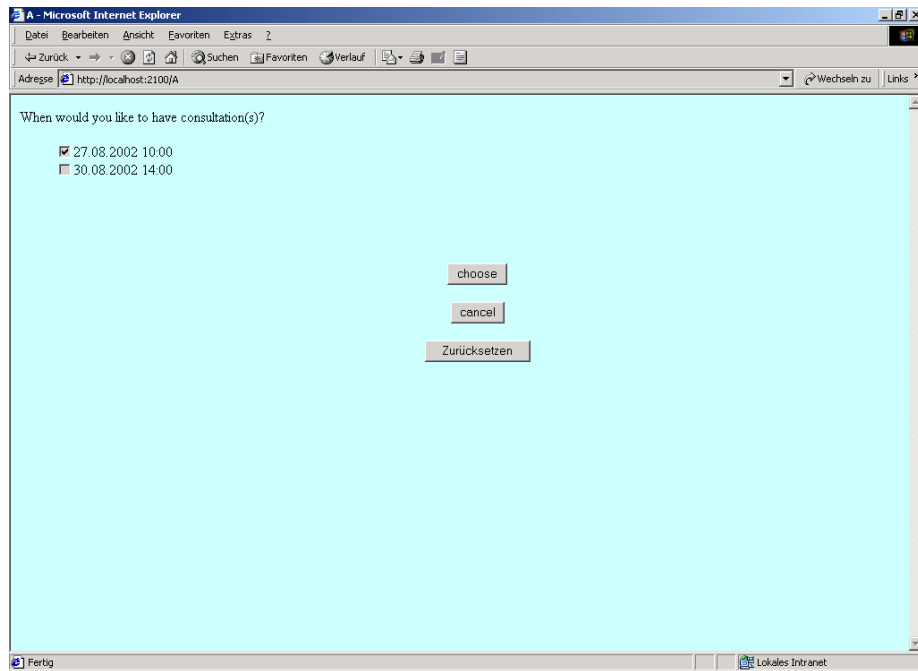 A - Microsoft Internet Explorer
Datei Bearbeiten Ansicht Favoriten Extras ?
Zurück Suchen Favoriten Verlauf
Adresse http://localhost:2100/A Wechseln zu Links »
When would you like to have consultation(s)?
27.08.2002 10:00
30.08.2002 14:00
choose
cancel
Zurücksetzen
Fertig Lokales Intranet